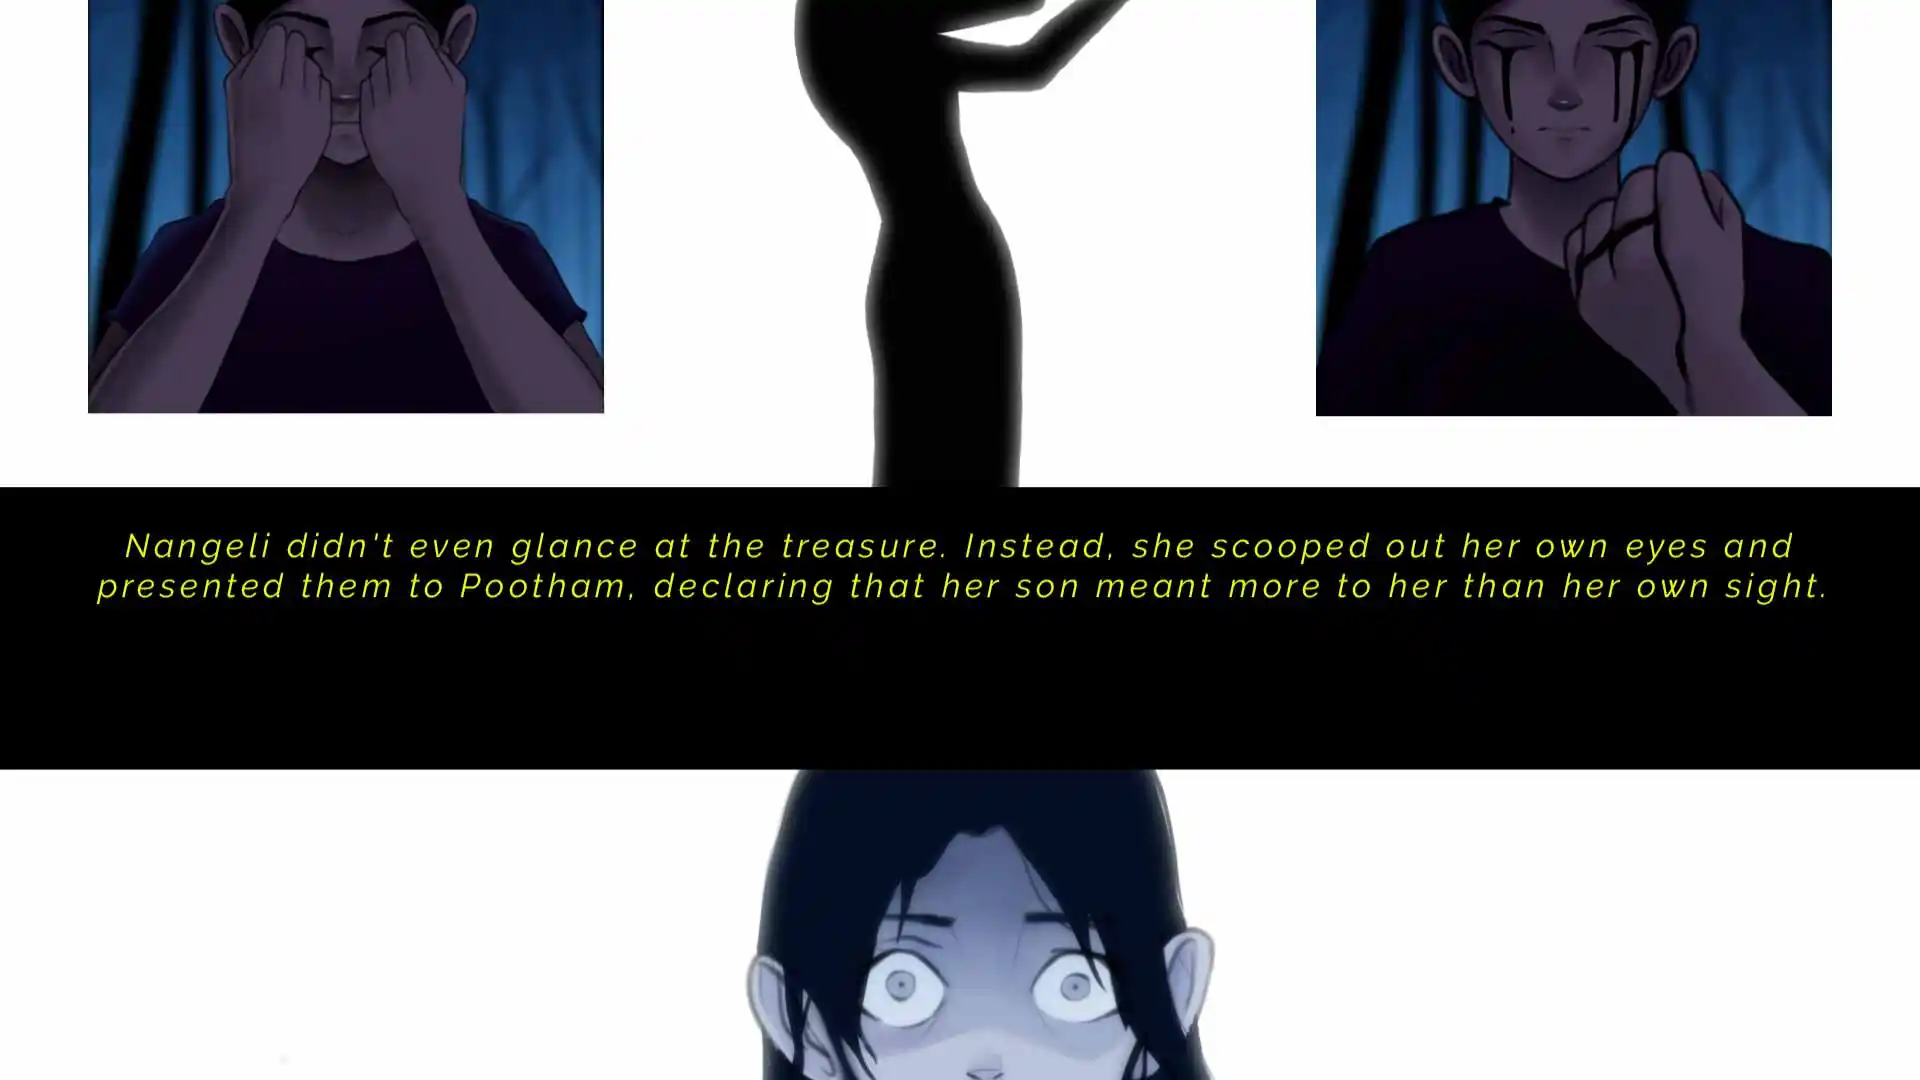 Nangeli didn't even glance at the treasure. Instead, she scooped out her own eyes and
presented them to Pootham, declaring that her son meant more to her than her own sight.